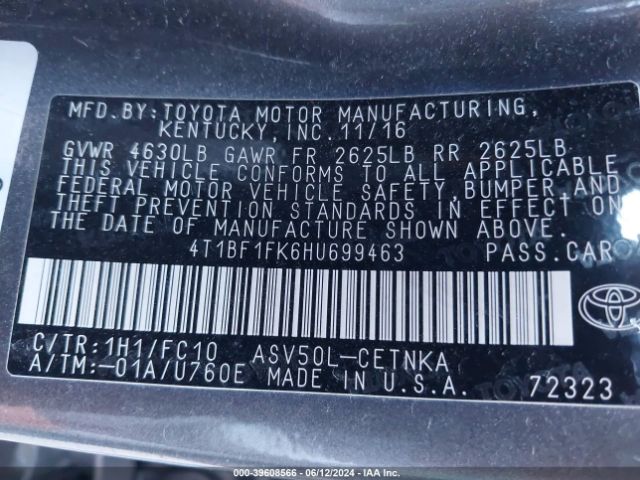 MFD.BY:TOYOTA MOTOR MANUFACTURING,
KENTUCKY,INC.11/16
GVWR 4630LB GAWR FR 2625LB RR 2625LB
THIS VEHICLE CONFORMS TO ALL APPLICABLE
FEDERAL MOTOR VEHICLE SAFETY,BUMPER,AND
THEFT PREVENTION STANDARDS IN EFFECT ON
THE DATE OF MANUFACTURE SHOWN ABOVE.
4T1BF1FK6HU699463 PASS.CAR
C/TR:1H1/FC10 ASV50L-CETNKA
A/TM:-01A/U760E MADE IN U.S.A. 72323
000-39608566 - 06/12/2024 - IAA Inc.